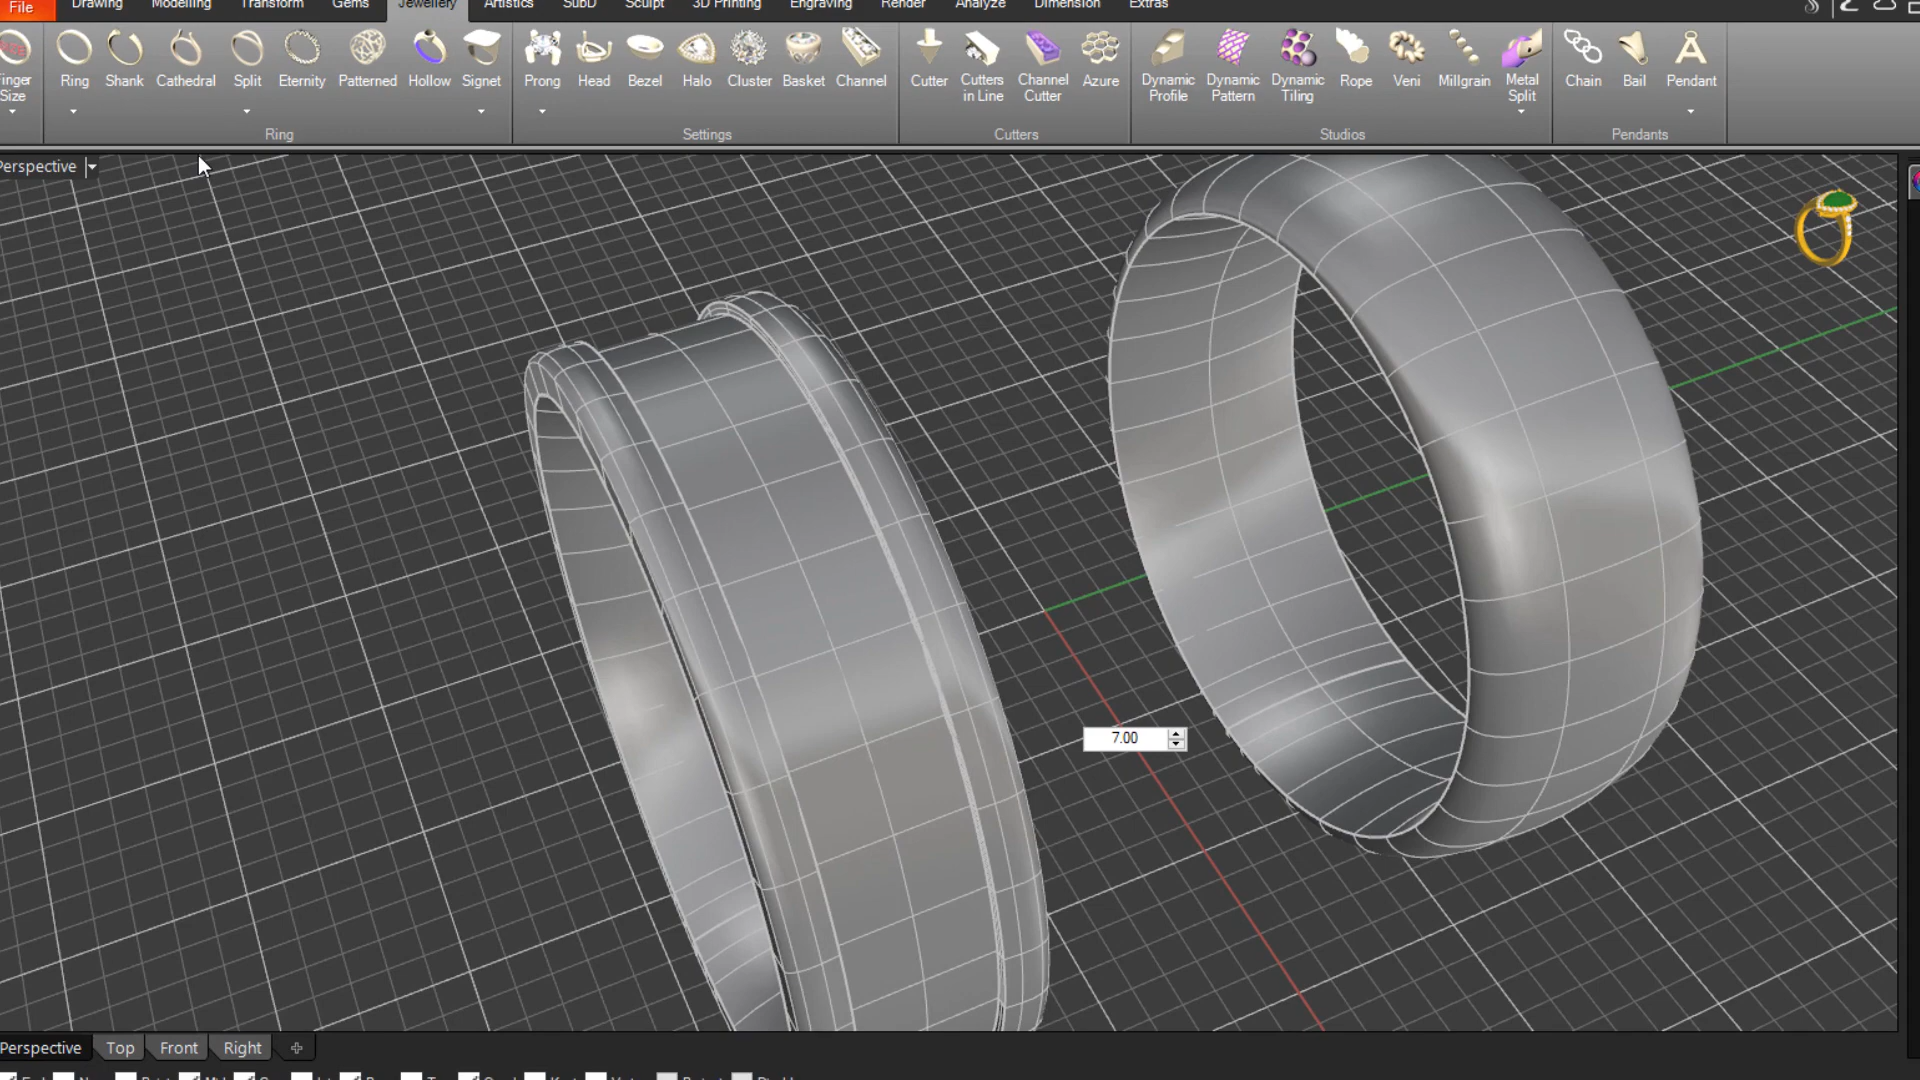 File Drawing Modelling Transform Gems Jewellery Artistics SubD Sculpt 3D Printing Engraving Render Analyze Dimension Extras
Ring Shank Cathedral Split Eternity Patterned Hollow Signet Prong Head Bezel Halo Cluster Basket Channel Cutter Cutters in Line Channel Cutter Azure Dynamic Profile Dynamic Pattern Dynamic Tiling Rope Veni Millgrain Metal Split Chain Bail Pendant
Size
Ring Settings Cutters Studios Pendants
Perspective
7.00
Perspective Top Front Right